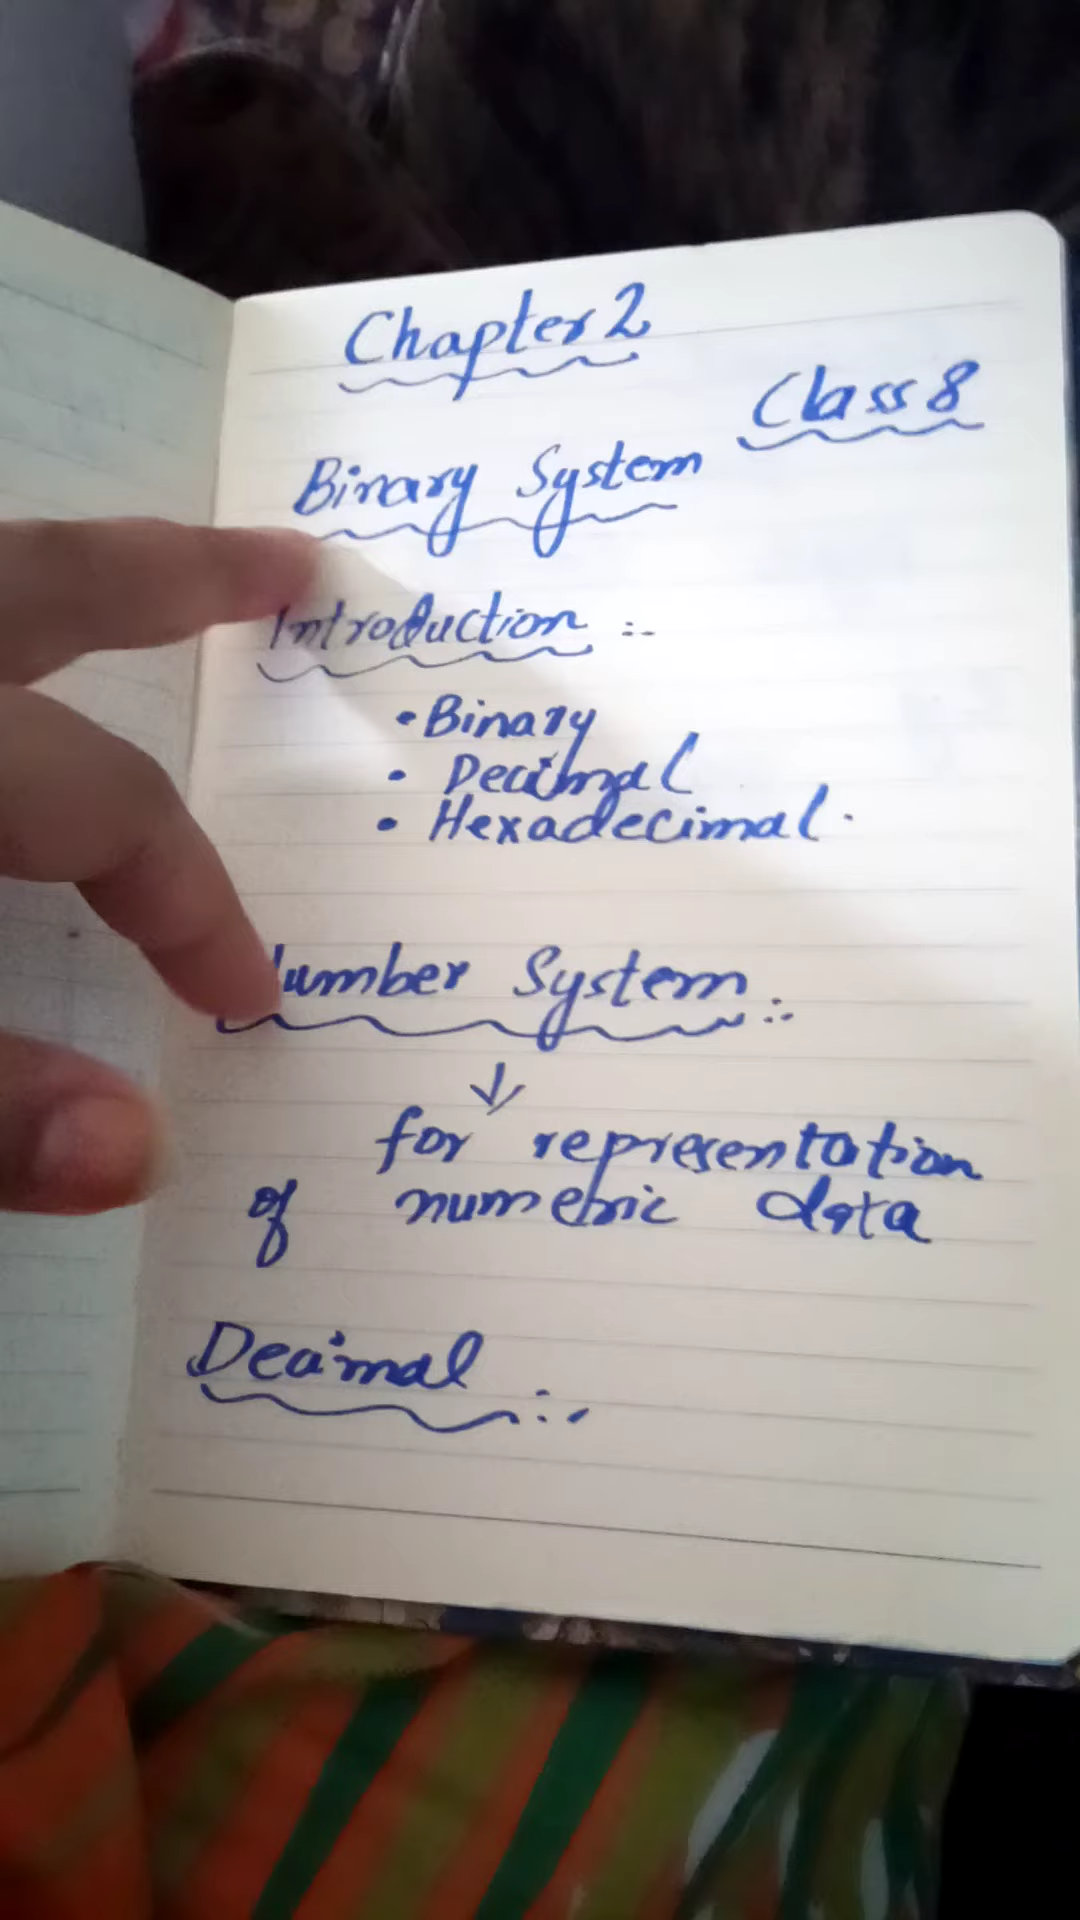 Chapter 2
Class 8
Binary System
Introduction :-
• Binary
• Decimal
• Hexadecimal.
Number System :-
↓
for representation
of numeric data
Decimal :-